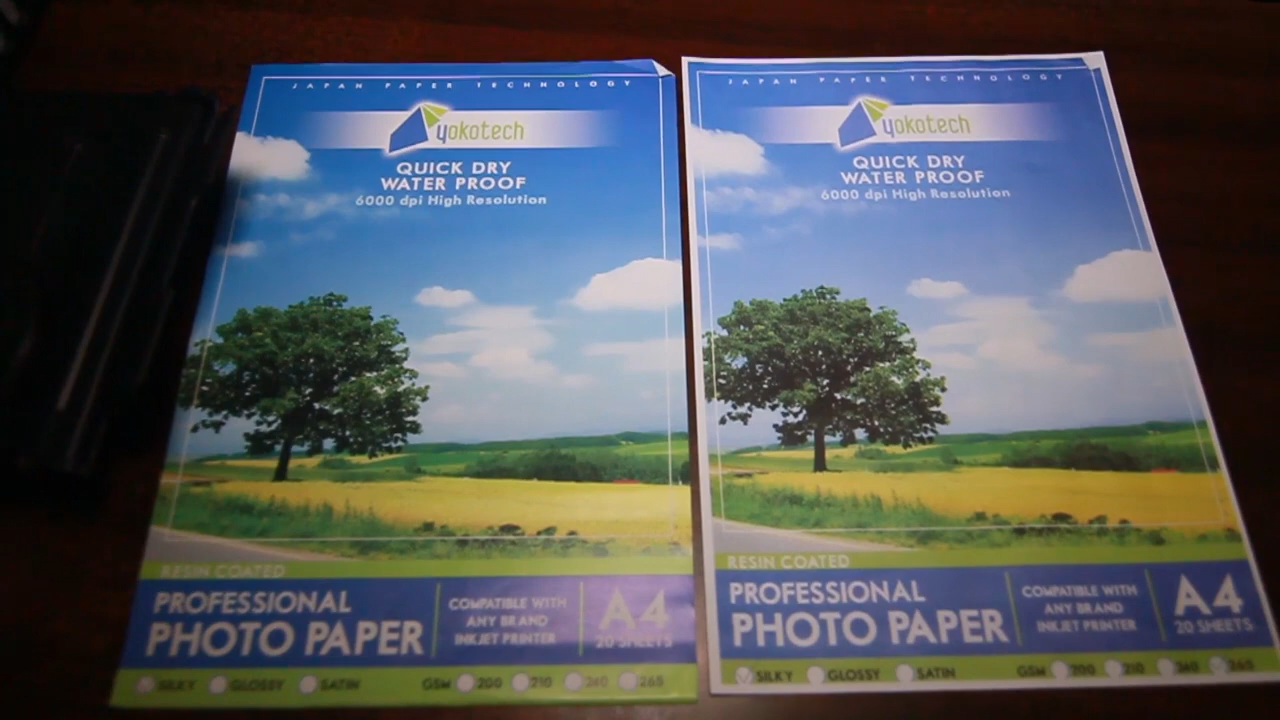 JAPAN PAPER TECHNOLOGY
yokotech
QUICK DRY
WATER PROOF
6000 dpi High Resolution
RESIN COATED
PROFESSIONAL
PHOTO PAPER
COMPATIBLE WITH
ANY BRAND
INKJET PRINTER
A4
20 SHEETS
SILKY GLOSSY SATIN GSM 200 210 240 265
JAPAN PAPER TECHNOLOGY
yokotech
QUICK DRY
WATER PROOF
6000 dpi High Resolution
RESIN COATED
PROFESSIONAL
PHOTO PAPER
COMPATIBLE WITH
ANY BRAND
INKJET PRINTER
A4
20 SHEETS
SILKY GLOSSY SATIN GSM 200 210 240 265